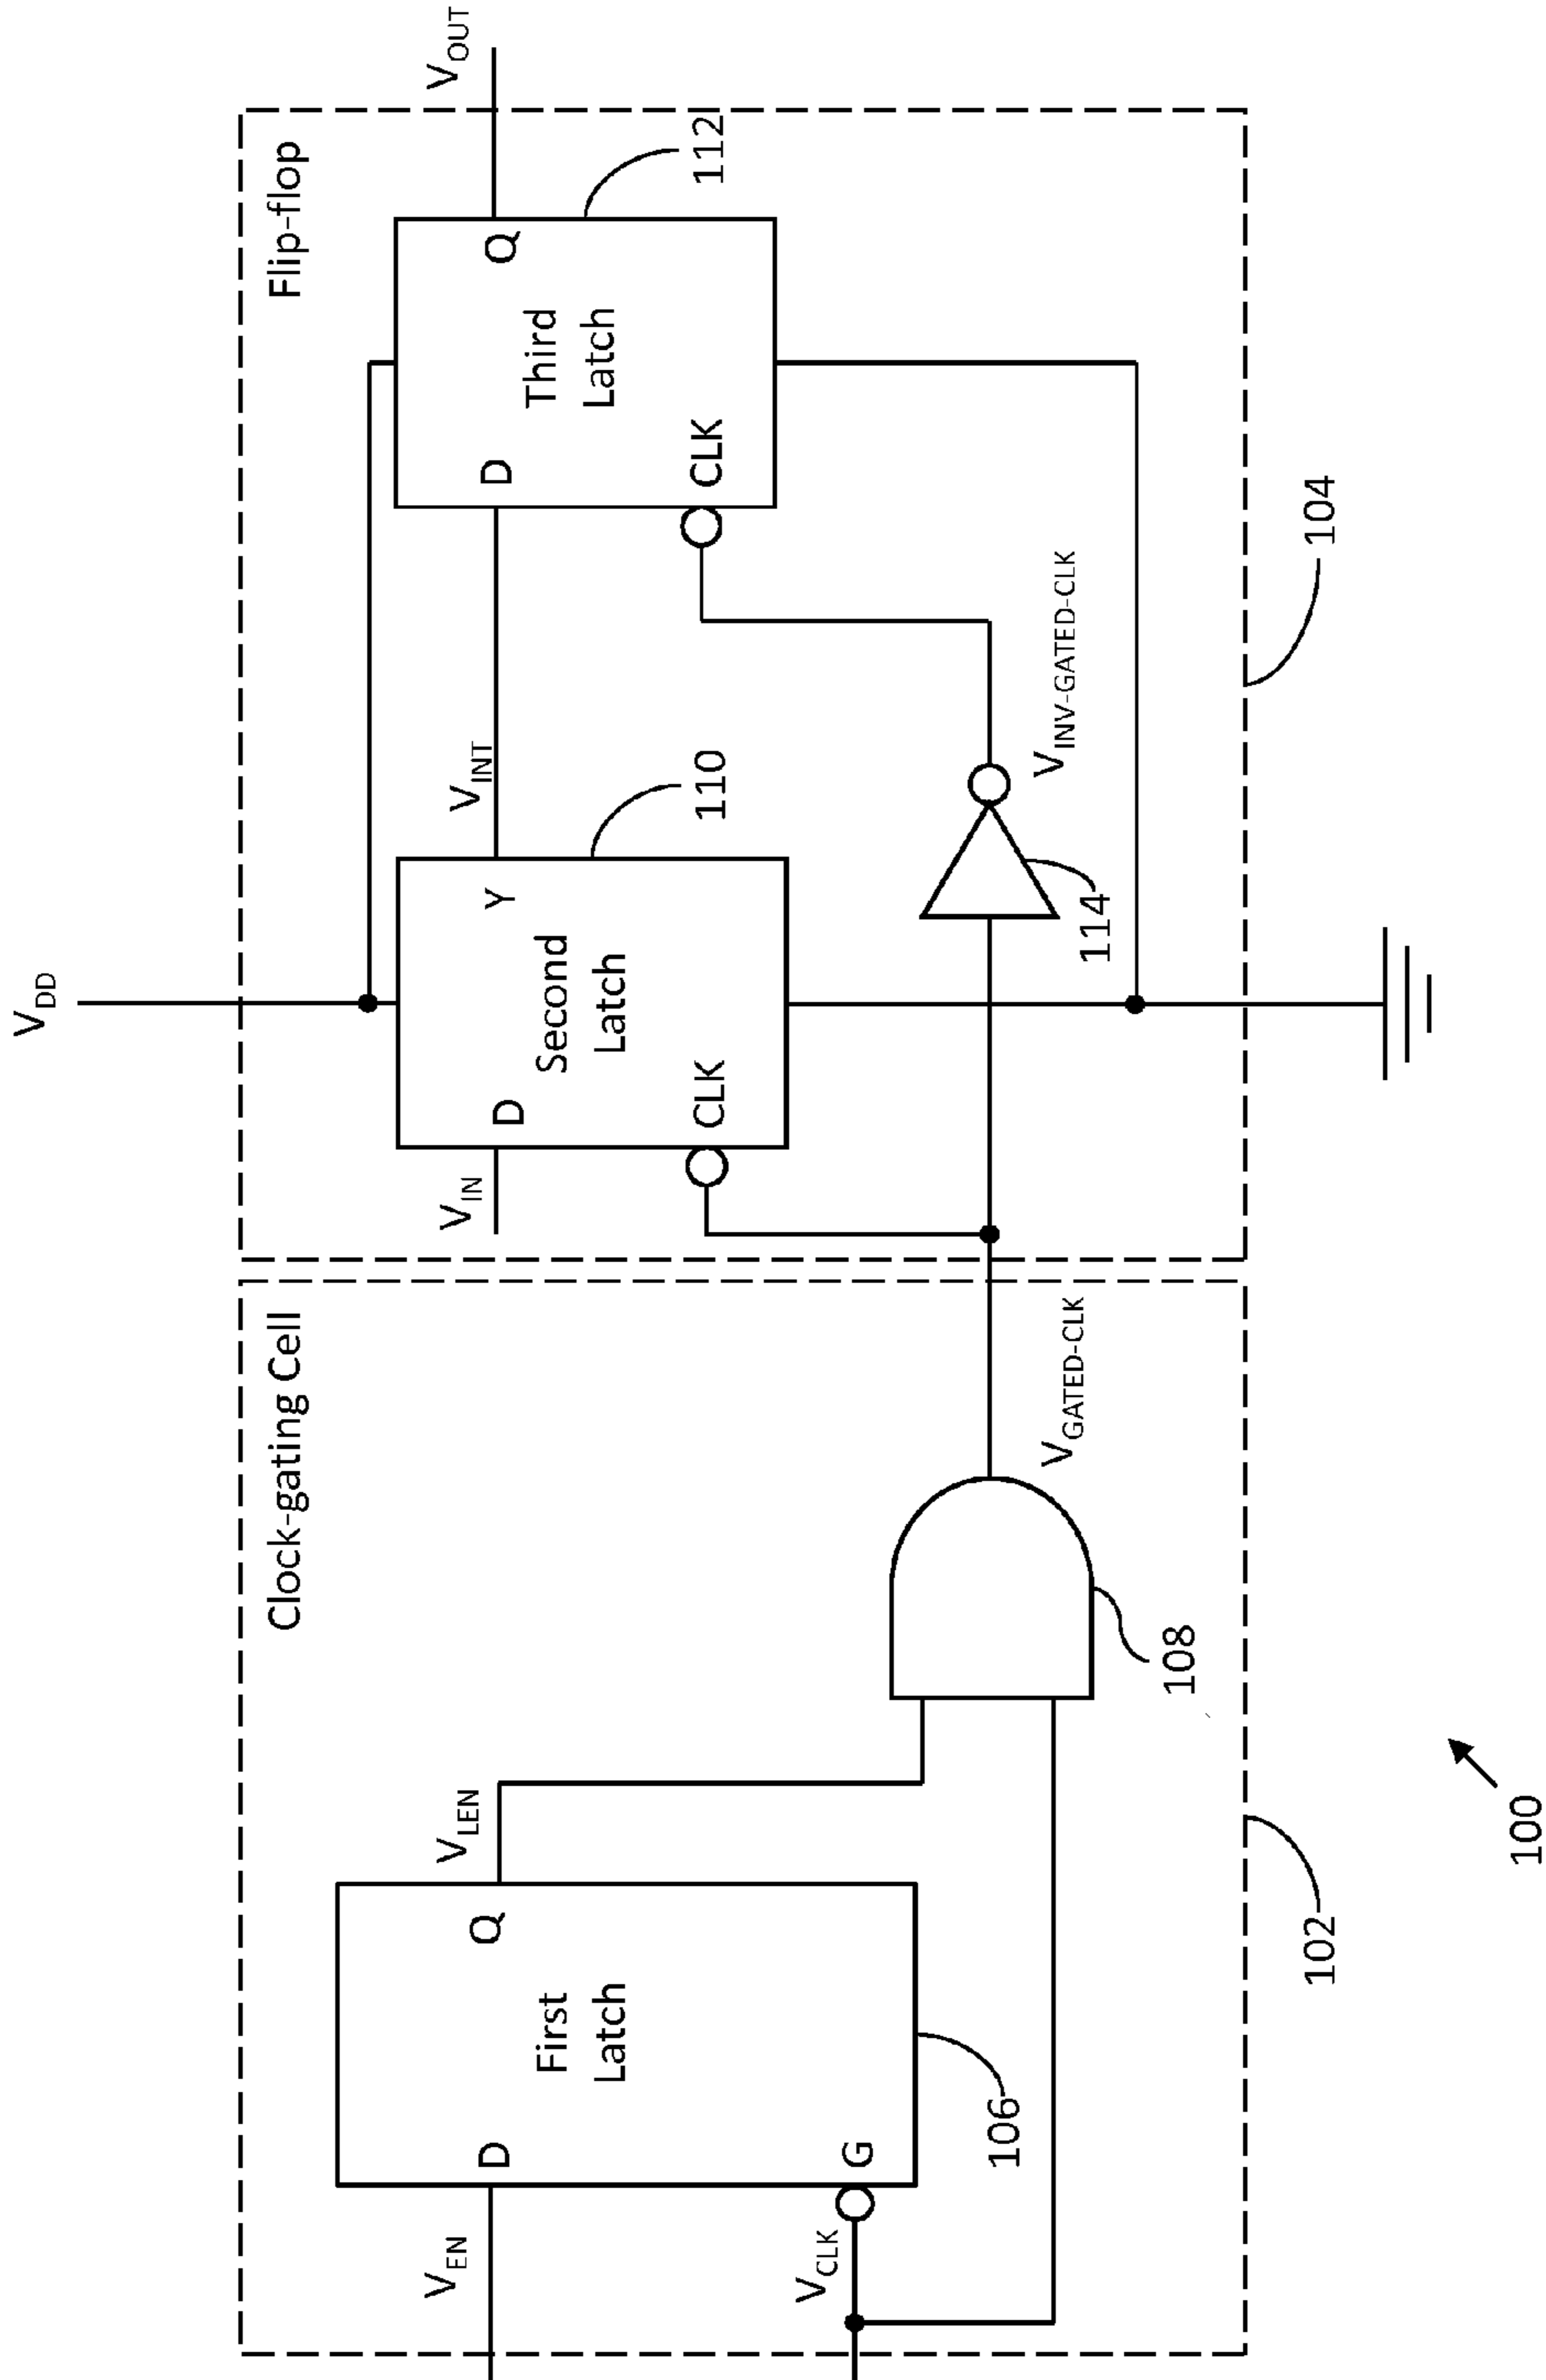 V_DD
Clock-gating Cell
Flip-flop
V_EN
D
Q
First
Latch
V_CLK
G
106
V_LEN
108
V_GATED-CLK
V_IN
D
Y
Second
Latch
CLK
110
V_INT
D
Q
Third
Latch
CLK
112
V_OUT
114
V_INV-GATED-CLK
102
104
100